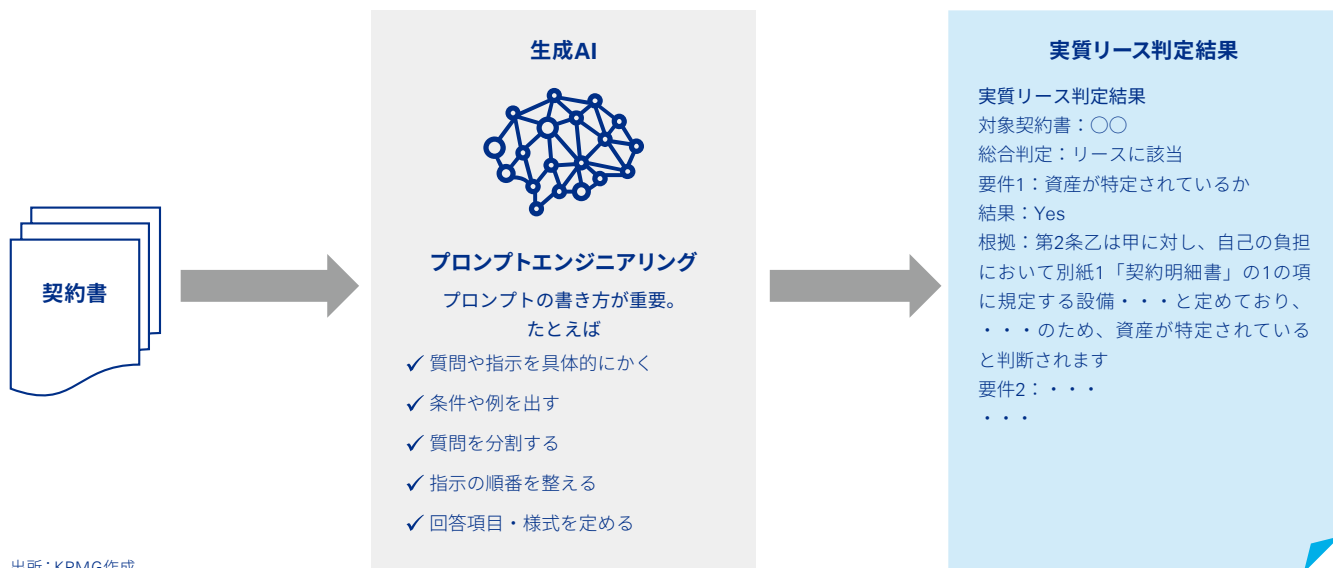 契約書
生成AI
プロンプトエンジニアリング
プロンプトの書き方が重要。
たとえば
✓ 質問や指示を具体的にかく
✓ 条件や例を出す
✓ 質問を分割する
✓ 指示の順番を整える
✓ 回答項目・様式を定める
実質リース判定結果
実質リース判定結果
対象契約書：○○
総合判定：リースに該当
要件1：資産が特定されているか
結果：Yes
根拠：第2条乙は甲に対し、自己の負担
において別紙1「契約明細書」の1の項
に規定する設備・・・と定めており、
・・・のため、資産が特定されている
と判断されます
要件2：・・・
・・・
出所：KPMG作成